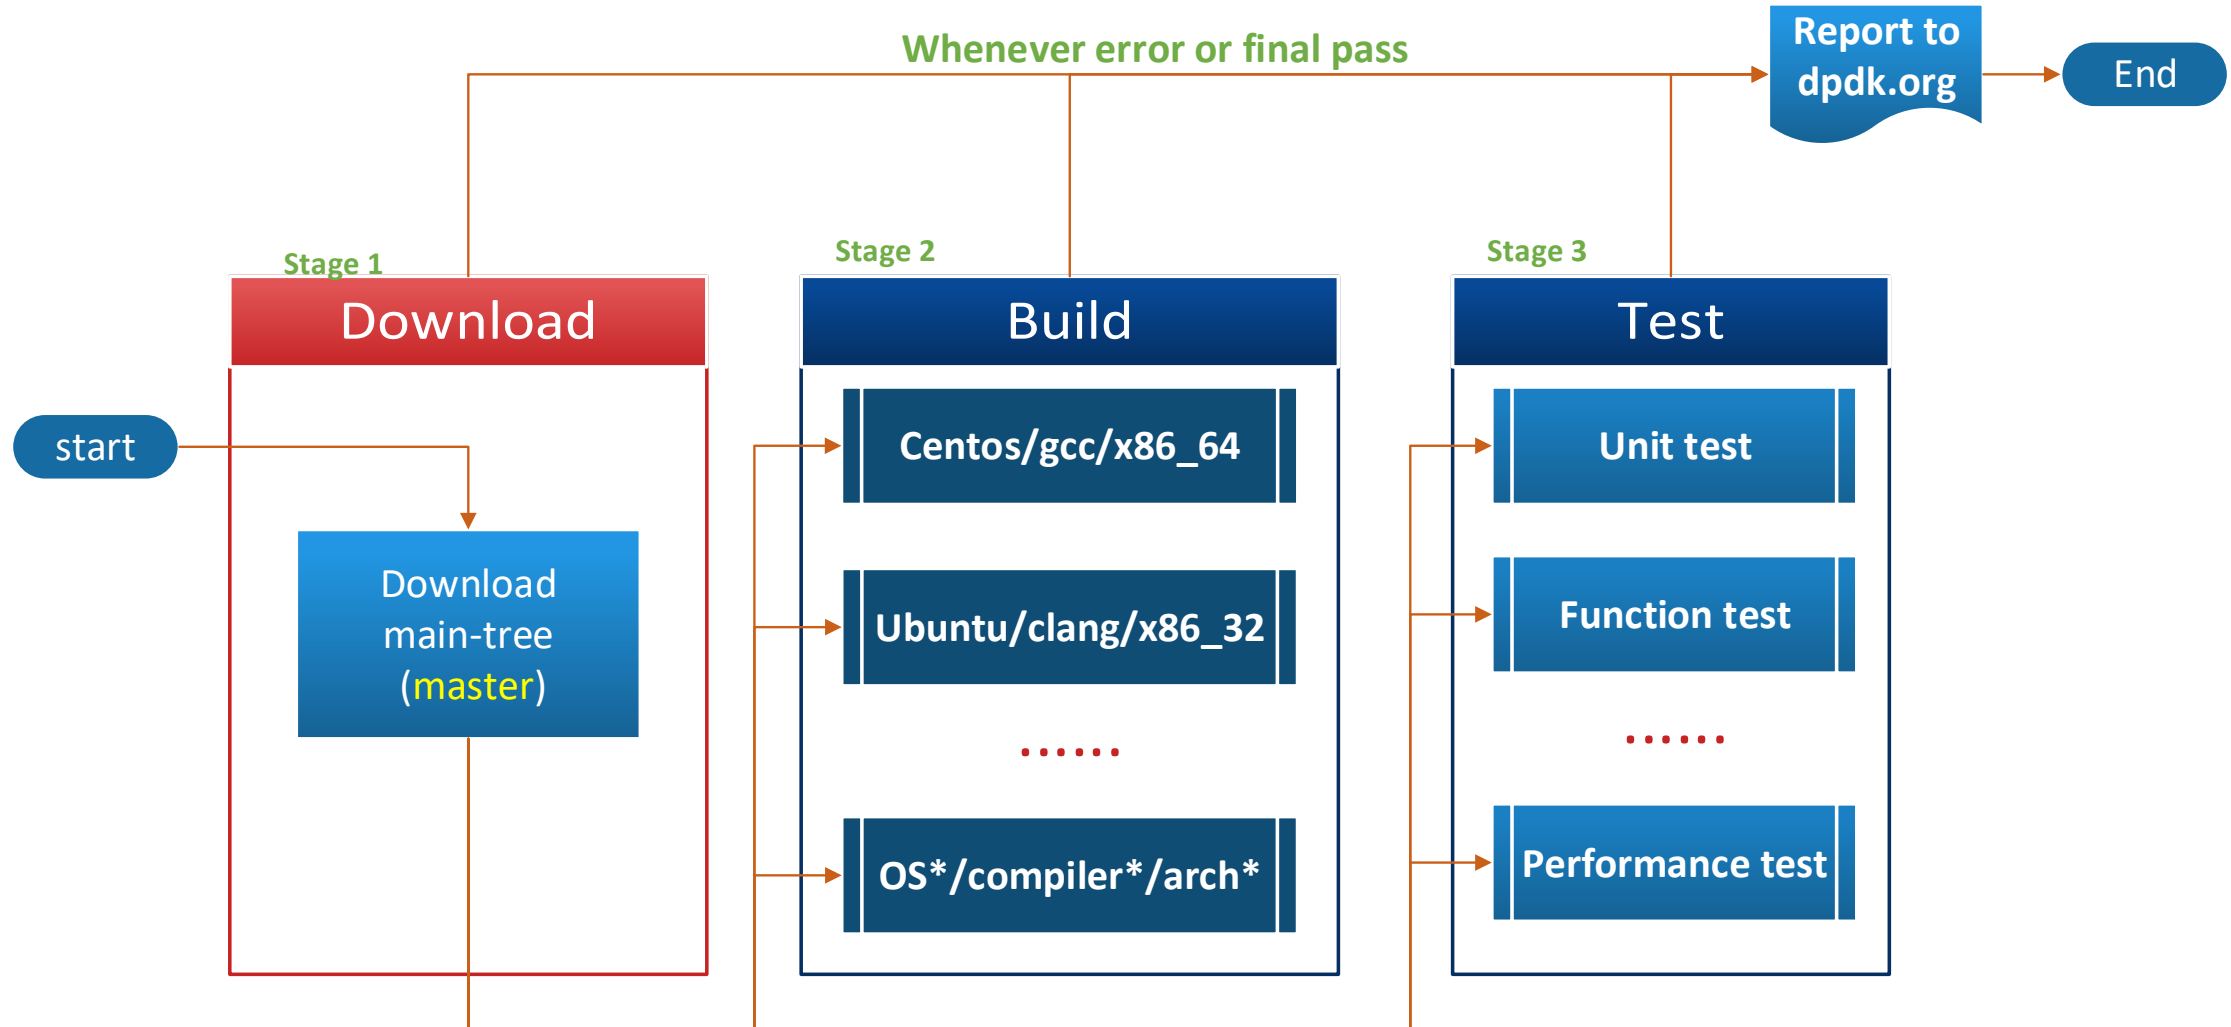 Whenever error or final pass
Report to
dpdk.org
End
Stage 1
Stage 2
Stage 3
Download
Build
Test
start
Download
main-tree
(master)
Centos/gcc/x86_64
Ubuntu/clang/x86_32
......
OS*/compiler*/arch*
Unit test
Function test
......
Performance test